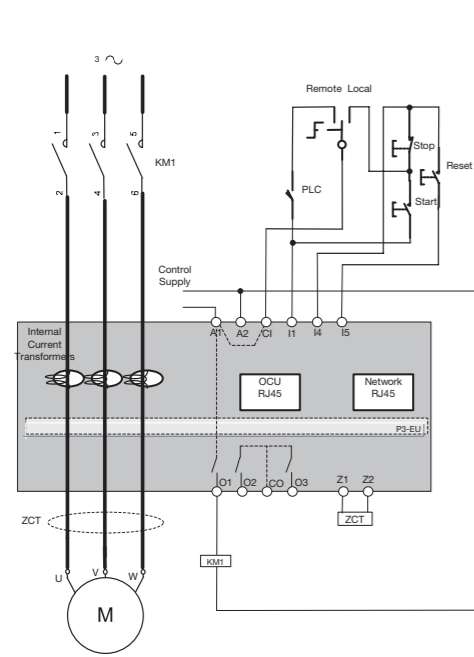 3
1
3
5
KM1
2
4
6
Remote Local
Stop
Reset
PLC
Start
Control
Supply
A1
A2
CI
I1
I4
I5
Internal
Current
Transformers
OCU
RJ45
Network
RJ45
P3-EU
O1
O2
CO
O3
Z1
Z2
ZCT
ZCT
KM1
U
V
W
M